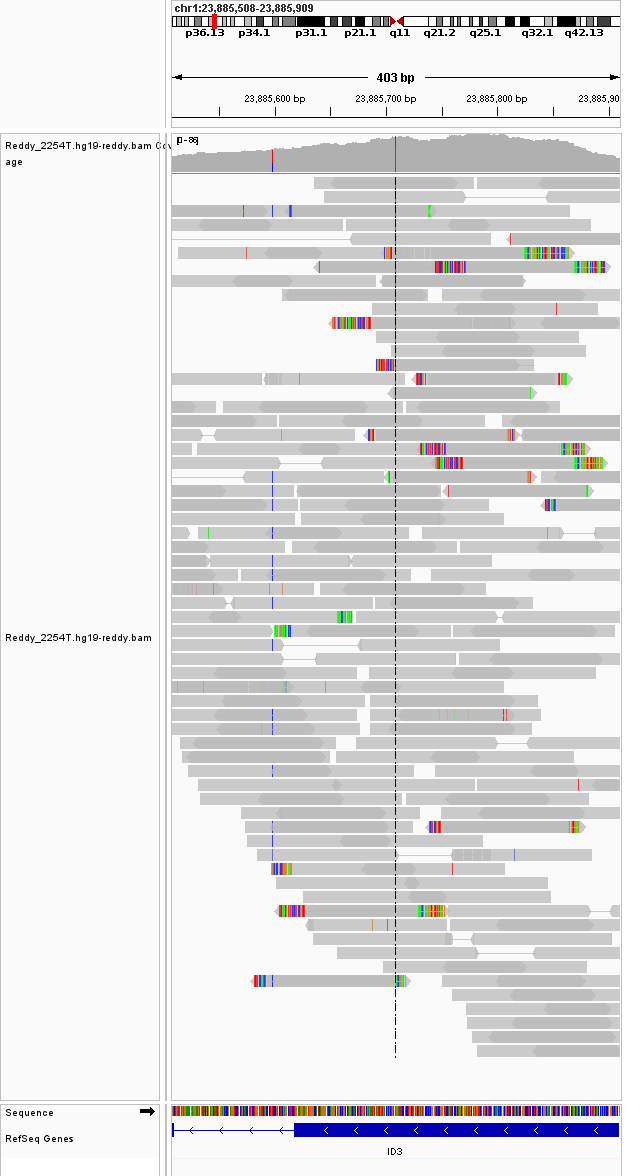 chr1:23,885,508-23,885,909
p36.13 p34.1 p31.1 p21.1 q11 q21.2 q25.1 q32.1 q42.13
403 bp
23,885,600 bp 23,885,700 bp 23,885,800 bp 23,885,90
Reddy_2254T.hg19-reddy.bam Cov
age
[0-86]
Reddy_2254T.hg19-reddy.bam
Sequence
RefSeq Genes
ID3